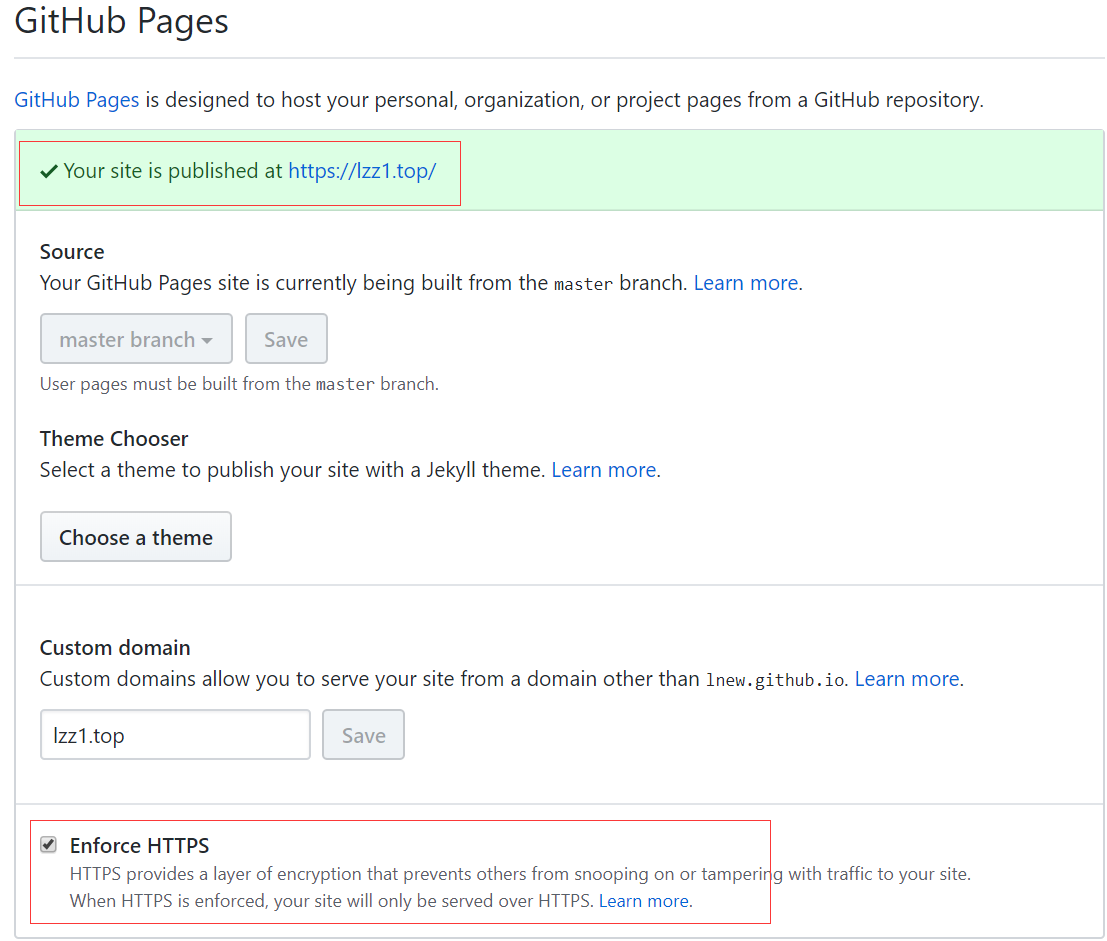 GitHub Pages
GitHub Pages is designed to host your personal, organization, or project pages from a GitHub repository.
Your site is published at https://lzz1.top/
Source
Your GitHub Pages site is currently being built from the master branch. Learn more.
master branch Save
User pages must be built from the master branch.
Theme Chooser
Select a theme to publish your site with a Jekyll theme. Learn more.
Choose a theme
Custom domain
Custom domains allow you to serve your site from a domain other than lnew.github.io. Learn more.
lzz1.top Save
Enforce HTTPS
HTTPS provides a layer of encryption that prevents others from snooping on or tampering with traffic to your site.
When HTTPS is enforced, your site will only be served over HTTPS. Learn more.